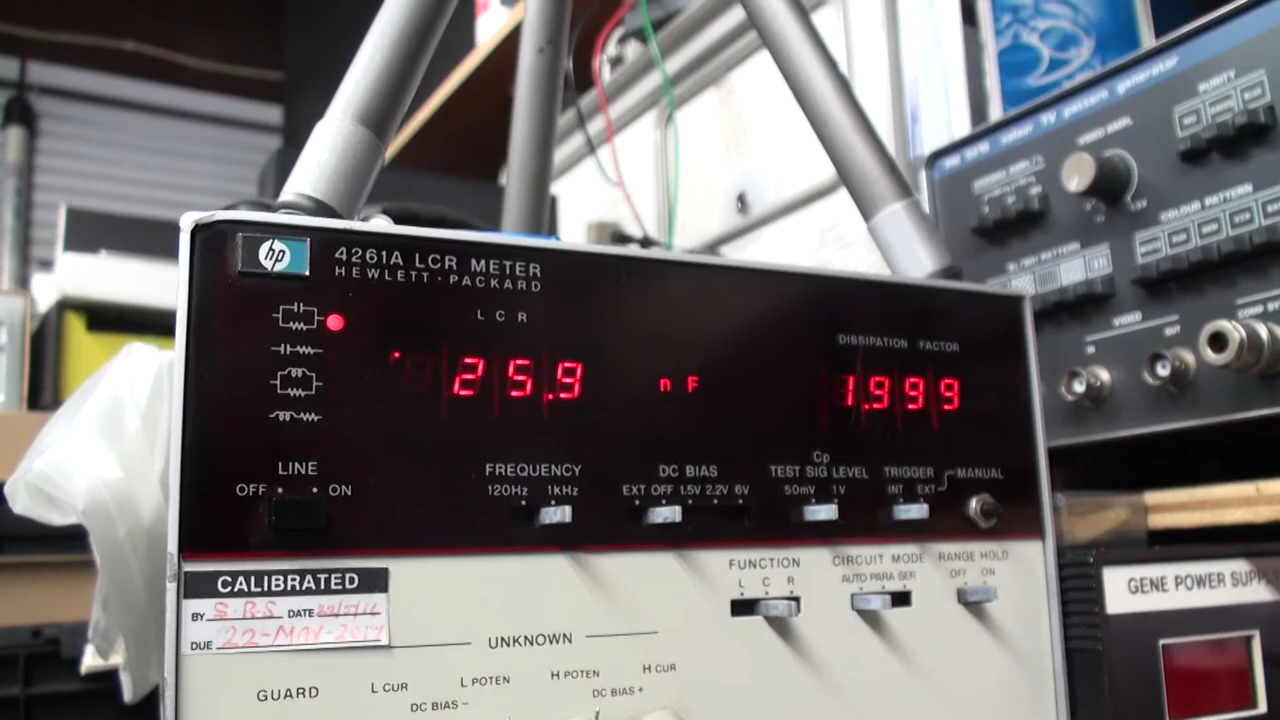 hp
4261A LCR METER
HEWLETT · PACKARD
L C R
DISSIPATION FACTOR
25.9
n F
1.999
LINE
OFF ON
FREQUENCY
120Hz 1kHz
DC BIAS
EXT OFF 1.5V 2.2V 6V
Cp
TEST SIG LEVEL
50mV 1V
TRIGGER
INT EXT
MANUAL
CALIBRATED
BY S.B.S DATE
DUE 22-MAY-2017
FUNCTION
L C R
CIRCUIT MODE
AUTO PARA SER
RANGE HOLD
OFF ON
UNKNOWN
GUARD
L CUR
L POTEN
H POTEN
H CUR
DC BIAS −
DC BIAS +
colour TV pattern generator
PURITY
VIDEO AMPL
COLOUR PATTERN
PATTERN
VIDEO
OUT
GENE POWER SUPPL